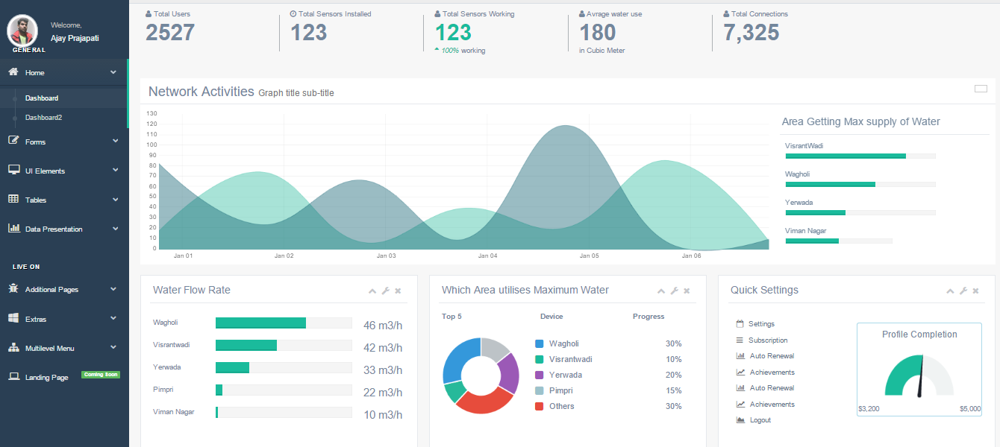 Welcome,
Ajay Prajapati
GENERAL
Home
Dashboard
Dashboard2
Forms
UI Elements
Tables
Data Presentation
LIVE ON
Additional Pages
Extras
Multilevel Menu
Landing Page Coming Soon
Total Users
2527
Total Sensors Installed
123
Total Sensors Working
123
100% working
Avrage water use
180
in Cubic Meter
Total Connections
7,325
Network Activities Graph title sub-title
130
120
110
100
90
80
70
60
50
40
30
20
10
0
Jan 01 Jan 02 Jan 03 Jan 04 Jan 05 Jan 06
Area Getting Max supply of Water
VisrantWadi
Wagholi
Yerwada
Viman Nagar
Water Flow Rate
Wagholi 46 m3/h
Visrantwadi 42 m3/h
Yerwada 33 m3/h
Pimpri 22 m3/h
Viman Nagar 10 m3/h
Which Area utilises Maximum Water
Top 5 Device Progress
Wagholi 30%
Visrantwadi 10%
Yerwada 20%
Pimpri 15%
Others 30%
Quick Settings
Settings
Subscription
Auto Renewal
Achievements
Auto Renewal
Achievements
Logout
Profile Completion
$3,200 $5,000